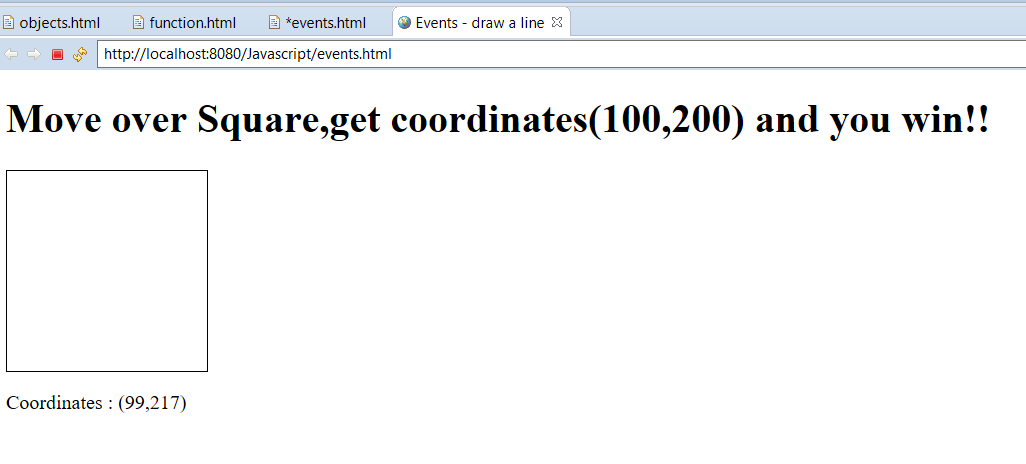 objects.html function.html *events.html Events - draw a line
http://localhost:8080/Javascript/events.html
Move over Square,get coordinates(100,200) and you win!!
Coordinates : (99,217)